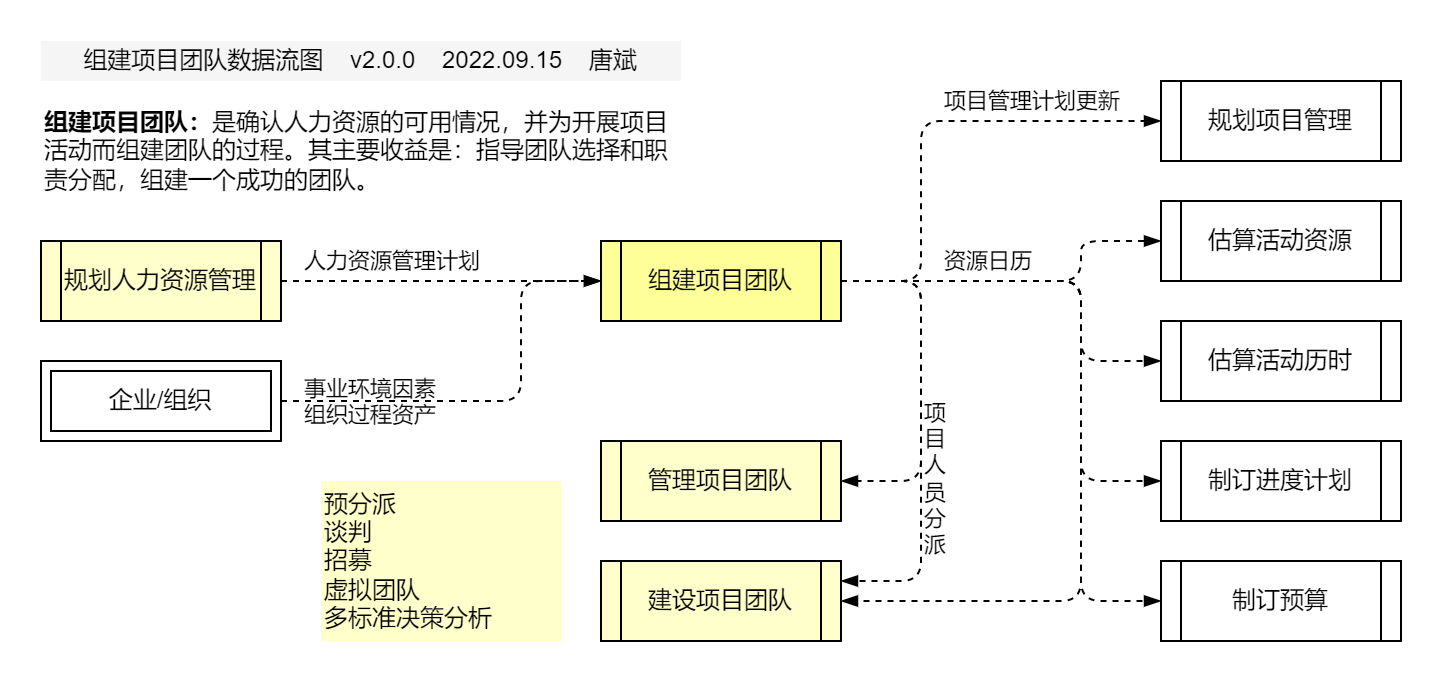 组建项目团队数据流图 v2.0.0 2022.09.15 唐斌
组建项目团队：是确认人力资源的可用情况，并为开展项目
活动而组建团队的过程。其主要收益是：指导团队选择和职
责分配，组建一个成功的团队。
项目管理计划更新
规划项目管理
规划人力资源管理
人力资源管理计划
组建项目团队
资源日历
估算活动资源
企业/组织
事业环境因素
组织过程资产
估算活动历时
项目人员分派
管理项目团队
制订进度计划
预分派
谈判
招募
虚拟团队
多标准决策分析
建设项目团队
制订预算